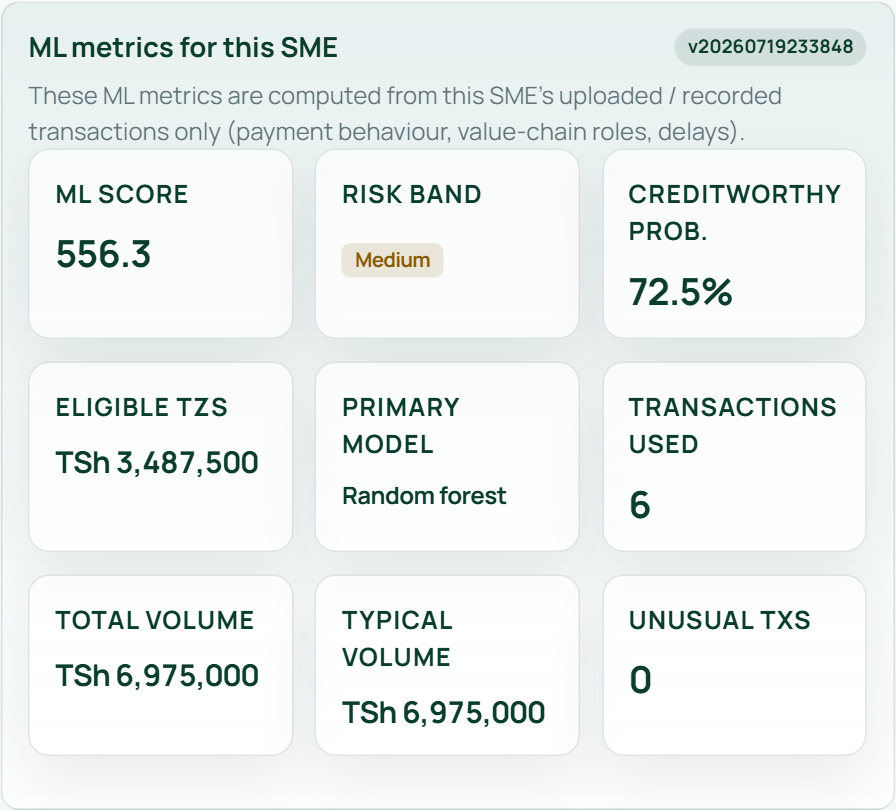 ML metrics for this SME
v20260719233848
These ML metrics are computed from this SME's uploaded / recorded
transactions only (payment behaviour, value-chain roles, delays).
ML SCORE
556.3
RISK BAND
Medium
CREDITWORTHY
PROB.
72.5%
ELIGIBLE TZS
TSh 3,487,500
PRIMARY
MODEL
Random forest
TRANSACTIONS
USED
6
TOTAL VOLUME
TSh 6,975,000
TYPICAL
VOLUME
TSh 6,975,000
UNUSUAL TXS
0